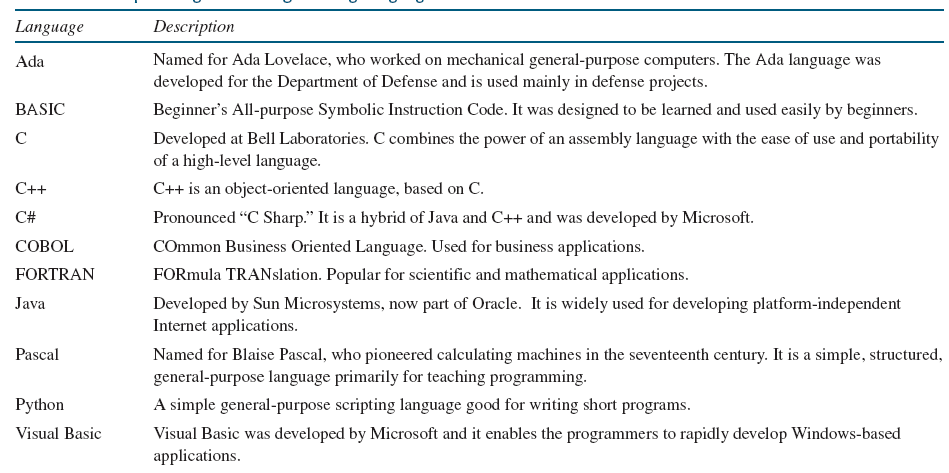 Language Description
Ada Named for Ada Lovelace, who worked on mechanical general-purpose computers. The Ada language was
developed for the Department of Defense and is used mainly in defense projects.
BASIC Beginner’s All-purpose Symbolic Instruction Code. It was designed to be learned and used easily by beginners.
C Developed at Bell Laboratories. C combines the power of an assembly language with the ease of use and portability
of a high-level language.
C++ C++ is an object-oriented language, based on C.
C# Pronounced “C Sharp.” It is a hybrid of Java and C++ and was developed by Microsoft.
COBOL COmmon Business Oriented Language. Used for business applications.
FORTRAN FORmula TRANslation. Popular for scientific and mathematical applications.
Java Developed by Sun Microsystems, now part of Oracle. It is widely used for developing platform-independent
Internet applications.
Pascal Named for Blaise Pascal, who pioneered calculating machines in the seventeenth century. It is a simple, structured,
general-purpose language primarily for teaching programming.
Python A simple general-purpose scripting language good for writing short programs.
Visual Basic Visual Basic was developed by Microsoft and it enables the programmers to rapidly develop Windows-based
applications.